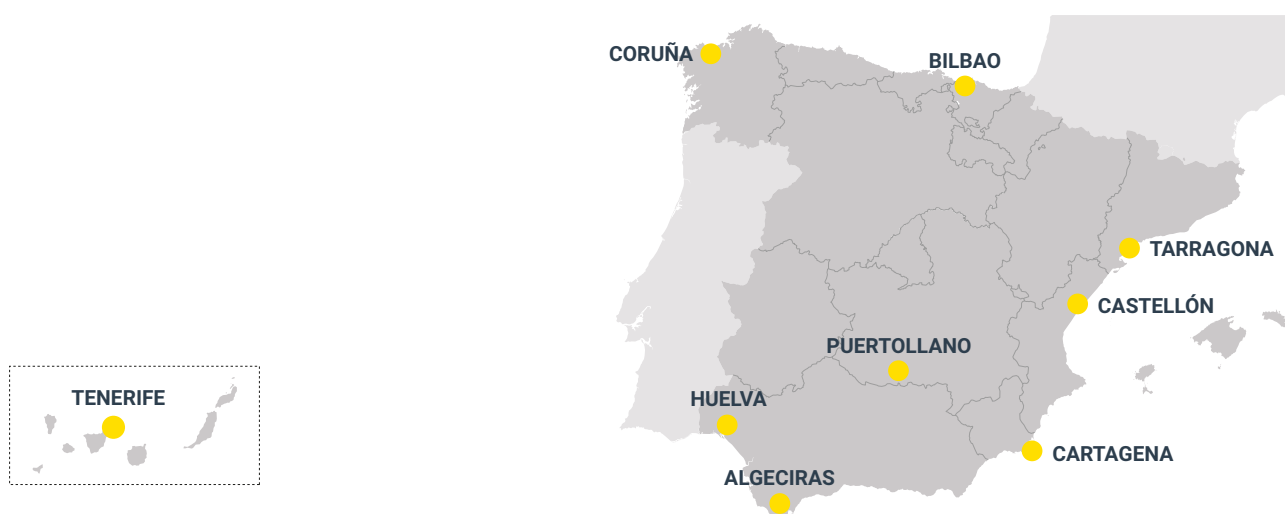 CORUÑA
BILBAO
TARRAGONA
CASTELLÓN
PUERTOLLANO
TENERIFE
HUELVA
CARTAGENA
ALGECIRAS